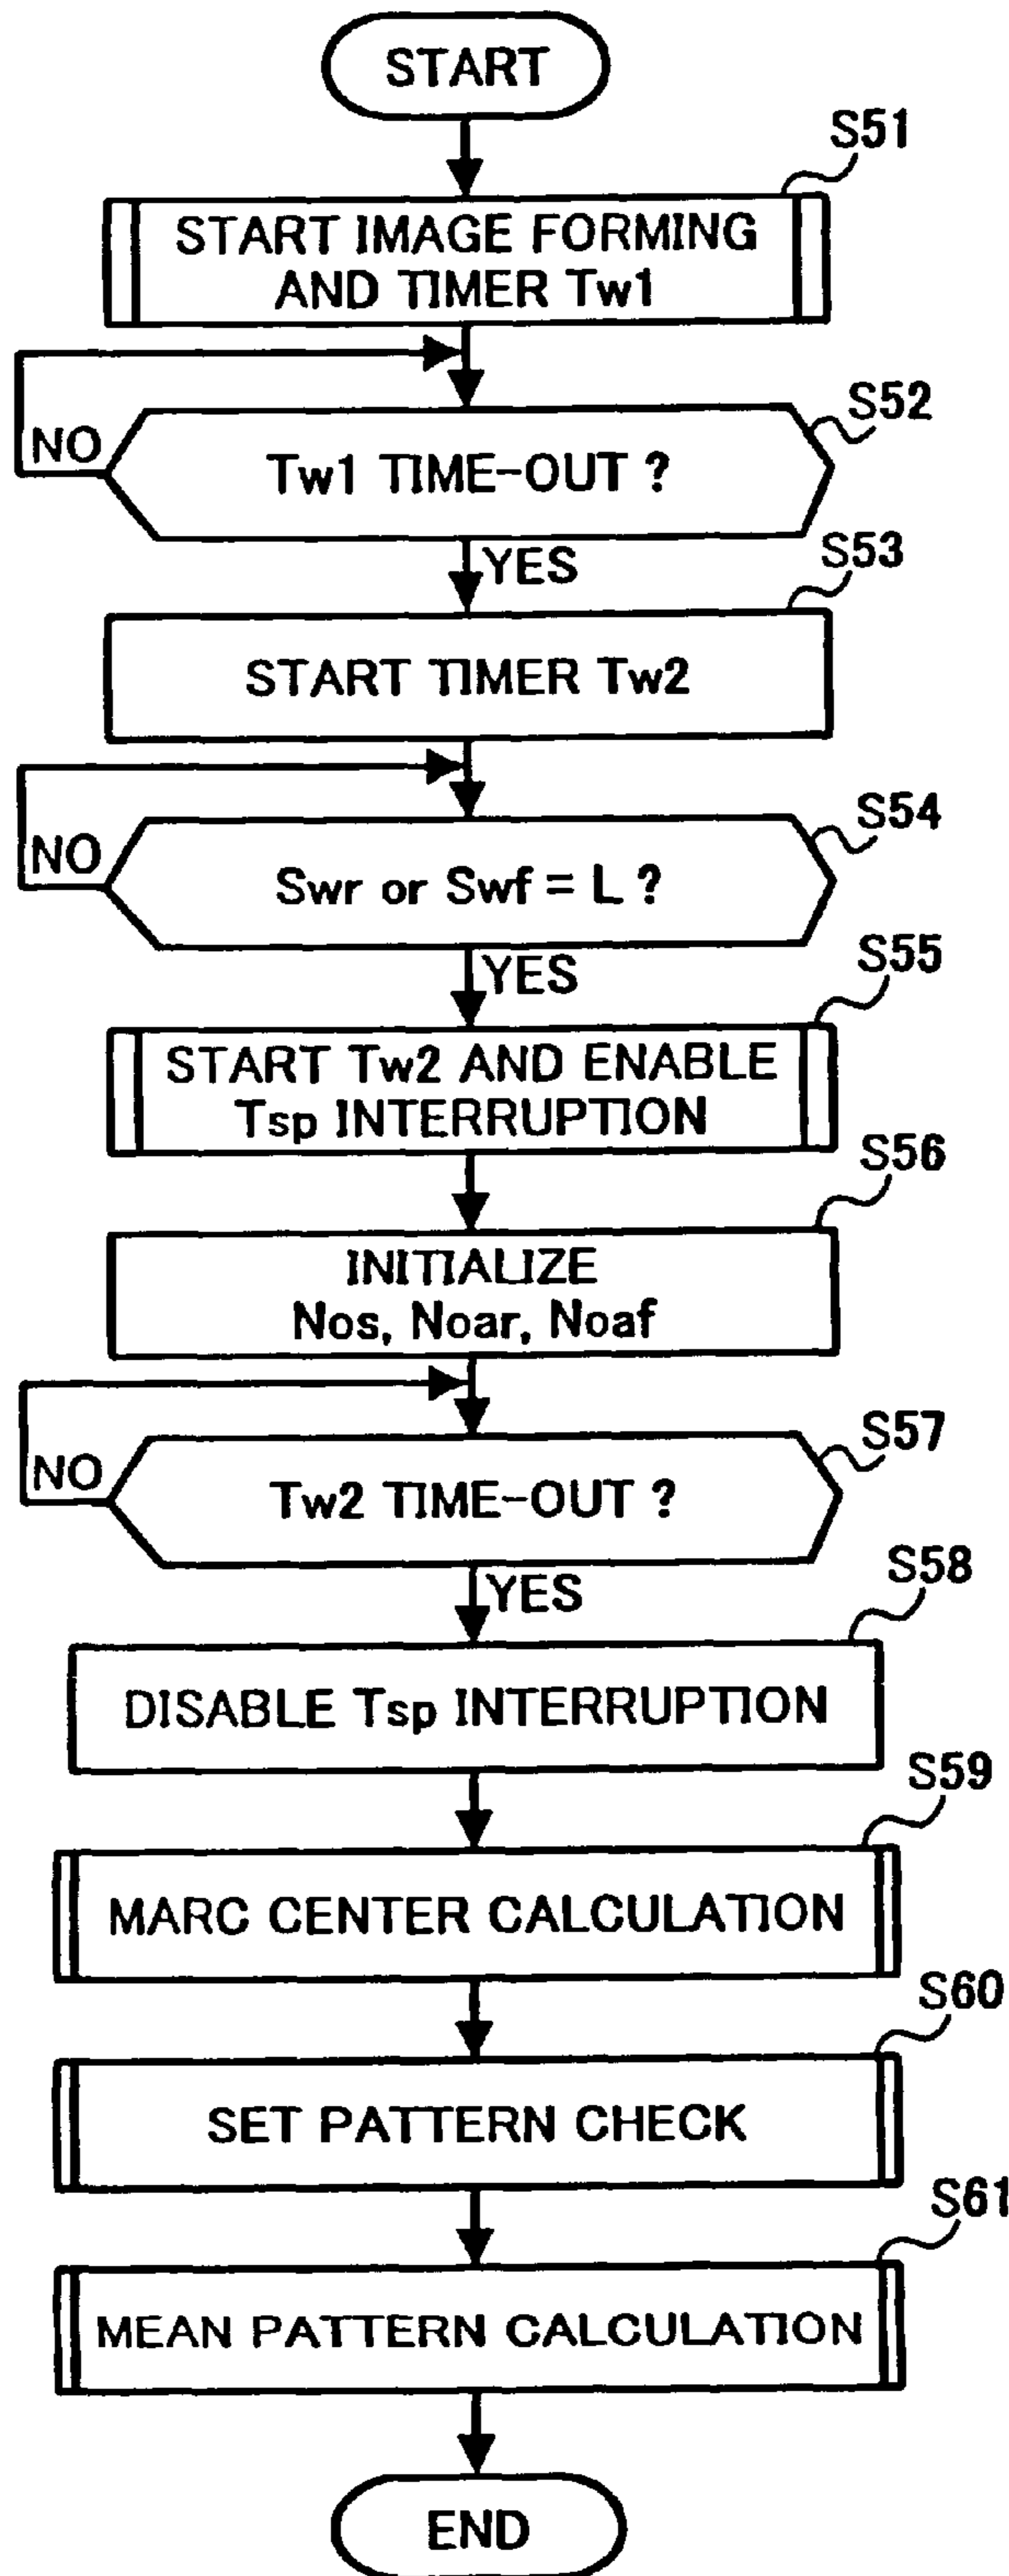 START
S51
START IMAGE FORMING
AND TIMER Tw1
S52
NO
Tw1 TIME-OUT ?
YES
S53
START TIMER Tw2
S54
NO
Swr or Swf = L ?
YES
S55
START Tw2 AND ENABLE
Tsp INTERRUPTION
S56
INITIALIZE
Nos, Noar, Noaf
S57
NO
Tw2 TIME-OUT ?
YES
S58
DISABLE Tsp INTERRUPTION
S59
MARC CENTER CALCULATION
S60
SET PATTERN CHECK
S61
MEAN PATTERN CALCULATION
END